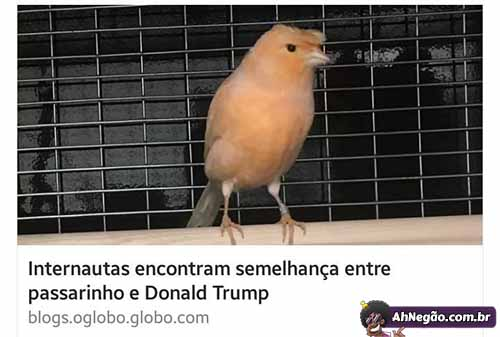 Internautas encontram semelhança entre
passarinho e Donald Trump
blogs.oglobo.globo.com
AhNegão.com.br